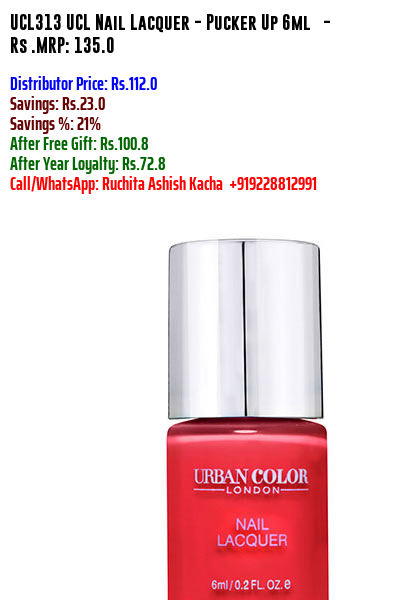 UCL313 UCL Nail Lacquer - Pucker Up 6ml -
Rs .MRP: 135.0
Distributor Price: Rs.112.0
Savings: Rs.23.0
Savings %: 21%
After Free Gift: Rs.100.8
After Year Loyalty: Rs.72.8
Call/WhatsApp: Ruchita Ashish Kacha +919228812991
URBAN COLOR
LONDON
NAIL
LACQUER
6ml/0.2 FL. OZ. e